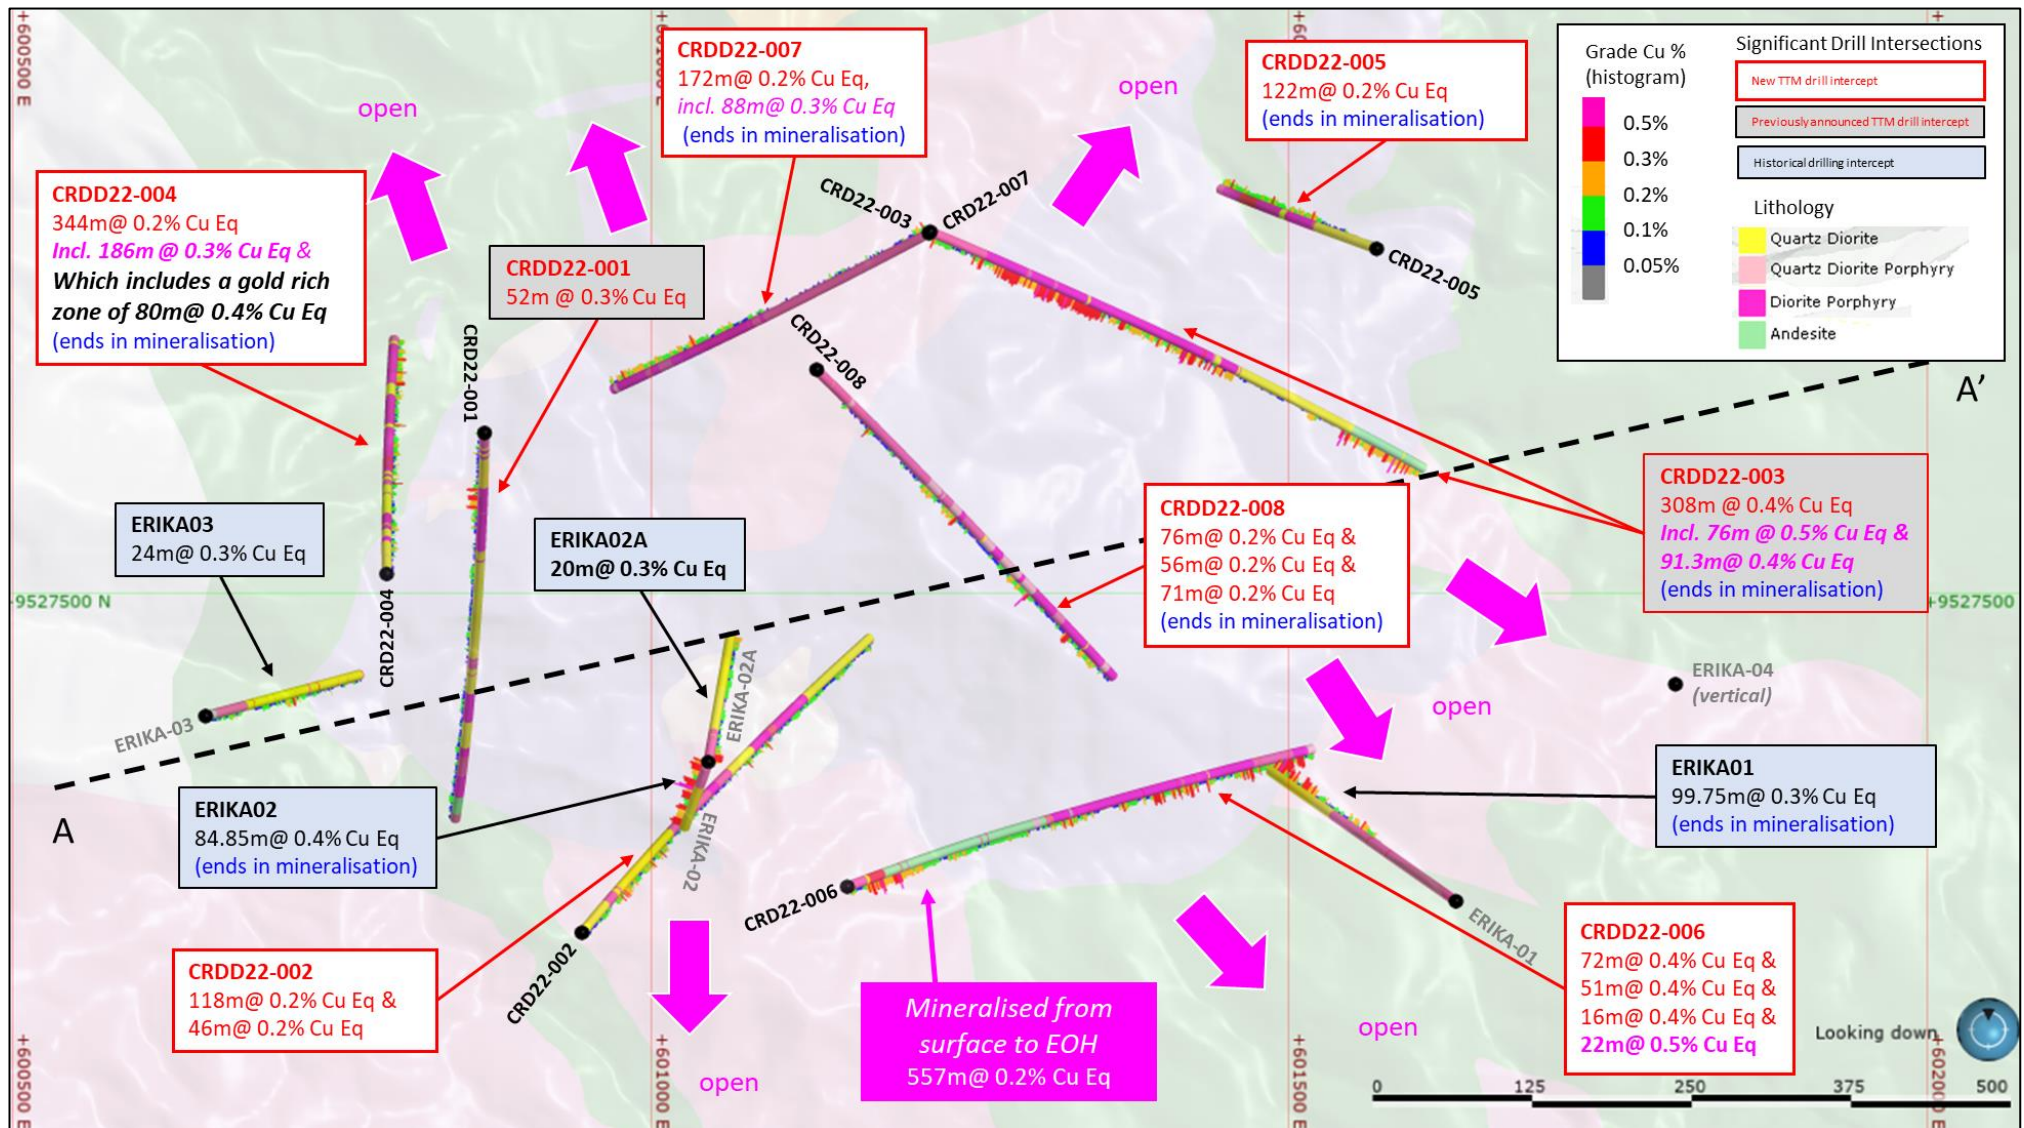 +600500 E
+601000 E
+60
+
open
CRDD22-007
172m@ 0.2% Cu Eq,
incl. 88m@ 0.3% Cu Eq
(ends in mineralisation)
open
CRDD22-005
122m@ 0.2% Cu Eq
(ends in mineralisation)
Grade Cu %
(histogram)
0.5%
0.3%
0.2%
0.1%
0.05%
Significant Drill Intersections
New TTM drill intercept
Previously announced TTM drill intercept
Historical drilling intercept
Lithology
Quartz Diorite
Quartz Diorite Porphyry
Diorite Porphyry
Andesite
CRDD22-004
344m@ 0.2% Cu Eq
Incl. 186m @ 0.3% Cu Eq &
Which includes a gold rich
zone of 80m@ 0.4% Cu Eq
(ends in mineralisation)
CRDD22-001
52m @ 0.3% Cu Eq
CRD22-003
CRD22-007
CRD22-005
CRD22-008
CRD22-001
A'
CRDD22-003
308m @ 0.4% Cu Eq
Incl. 76m @ 0.5% Cu Eq &
91.3m@ 0.4% Cu Eq
(ends in mineralisation)
CRDD22-008
76m@ 0.2% Cu Eq &
56m@ 0.2% Cu Eq &
71m@ 0.2% Cu Eq
(ends in mineralisation)
ERIKA03
24m@ 0.3% Cu Eq
ERIKA02A
20m@ 0.3% Cu Eq
9527500 N
+9527500
CRD22-004
ERIKA-03
ERIKA-02A
ERIKA-04
(vertical)
open
A
ERIKA02
84.85m@ 0.4% Cu Eq
(ends in mineralisation)
ERIKA-02
ERIKA01
99.75m@ 0.3% Cu Eq
(ends in mineralisation)
CRD22-006
ERIKA-01
CRD22-002
CRDD22-002
118m@ 0.2% Cu Eq &
46m@ 0.2% Cu Eq
Mineralised from
surface to EOH
557m@ 0.2% Cu Eq
CRDD22-006
72m@ 0.4% Cu Eq &
51m@ 0.4% Cu Eq &
16m@ 0.4% Cu Eq &
22m@ 0.5% Cu Eq
open
open
Looking down
0 125 250 375 500
+600500 E
+601000 E
+601500 E
+602000 E